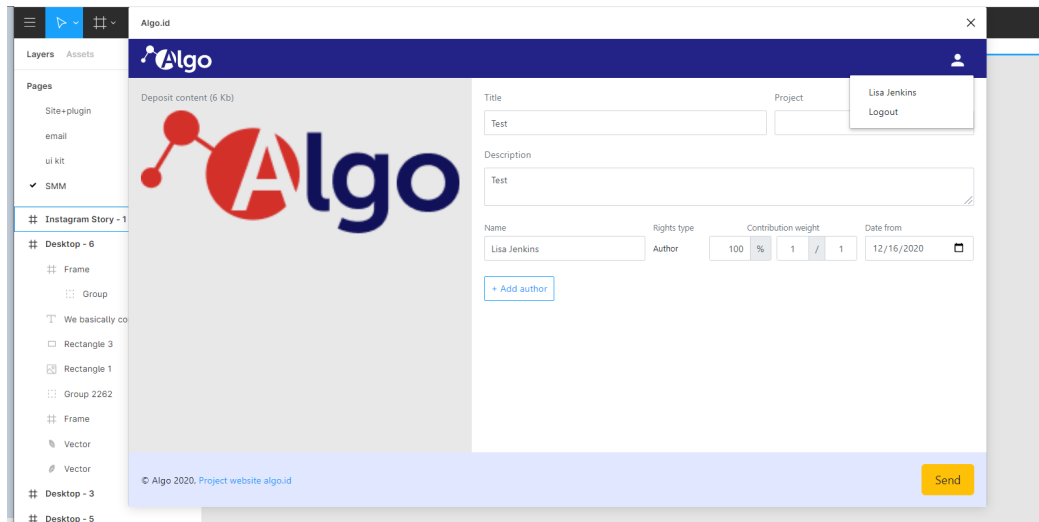 Algo.id
Layers Assets
Pages
Site+plugin
email
ui kit
SMM
Instagram Story - 1
Desktop - 6
Frame
Group
We basically co
Rectangle 3
Rectangle 1
Group 2262
Frame
Vector
Vector
Desktop - 3
Desktop - 5
Algo
Lisa Jenkins
Logout
Deposit content (6 Kb)
Algo
Title Project
Test
Description
Test
Name Rights type Contribution weight Date from
Lisa Jenkins Author 100 % 1 / 1 12/16/2020
+ Add author
© Algo 2020, Project website algo.id
Send